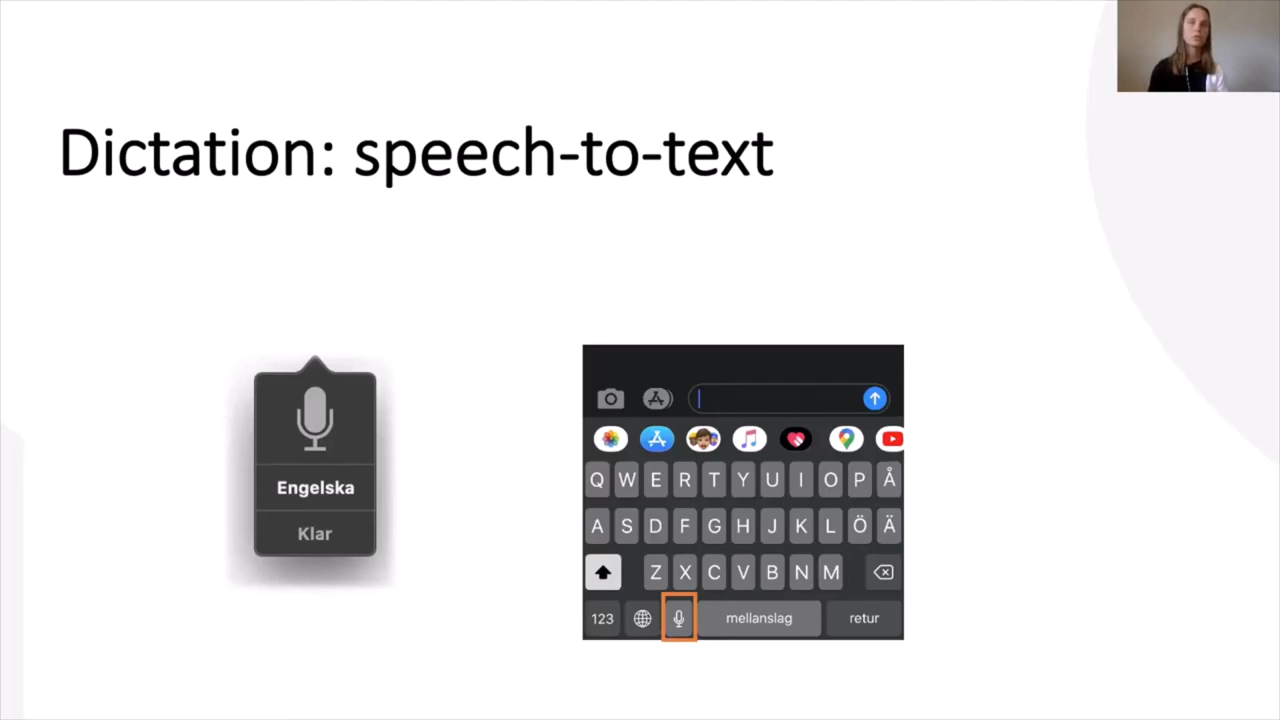 Dictation: speech-to-text
Engelska
Klar
Q W E R T Y U I O P Å
A S D F G H J K L Ö Ä
Z X C V B N M
123 mellanslag retur